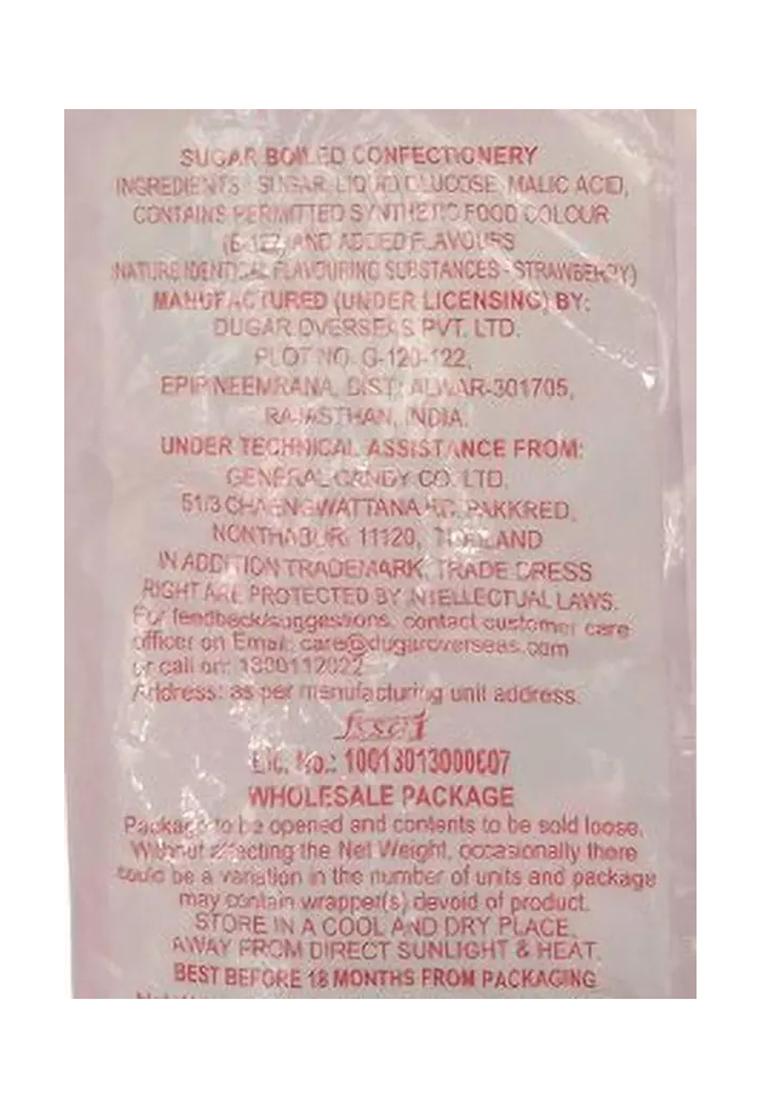 SUGAR BOILED CONFECTIONERY
INGREDIENTS: SUGAR, LIQUID GLUCOSE, MALIC ACID,
CONTAINS PERMITTED SYNTHETIC FOOD COLOUR
(E-122) AND ADDED FLAVOURS
(NATURE IDENTICAL FLAVOURING SUBSTANCES - STRAWBERRY)
MANUFACTURED (UNDER LICENSING) BY:
DUGAR OVERSEAS PVT. LTD.
PLOT NO. G-120-122,
EPIP NEEMRANA, DIST. ALWAR-301705,
RAJASTHAN, INDIA.
UNDER TECHNICAL ASSISTANCE FROM:
GENERAL CANDY CO. LTD.
51/3 CHAENGWATTANA RD. PAKKRED,
NONTHABURI 11120, THAILAND
IN ADDITION TRADEMARK, TRADE DRESS
RIGHT ARE PROTECTED BY INTELLECTUAL LAWS.
For feedback/suggestions, contact customer care
officer on Email: care@dugaroverseas.com
or call on: 1800112022
Address: as per manufacturing unit address.
fssai
Lic. No.: 10013013000607
WHOLESALE PACKAGE
Package to be opened and contents to be sold loose.
Without affecting the Net Weight, occasionally there
could be a variation in the number of units and package
may contain wrapper(s) devoid of product.
STORE IN A COOL AND DRY PLACE,
AWAY FROM DIRECT SUNLIGHT & HEAT.
BEST BEFORE 18 MONTHS FROM PACKAGING